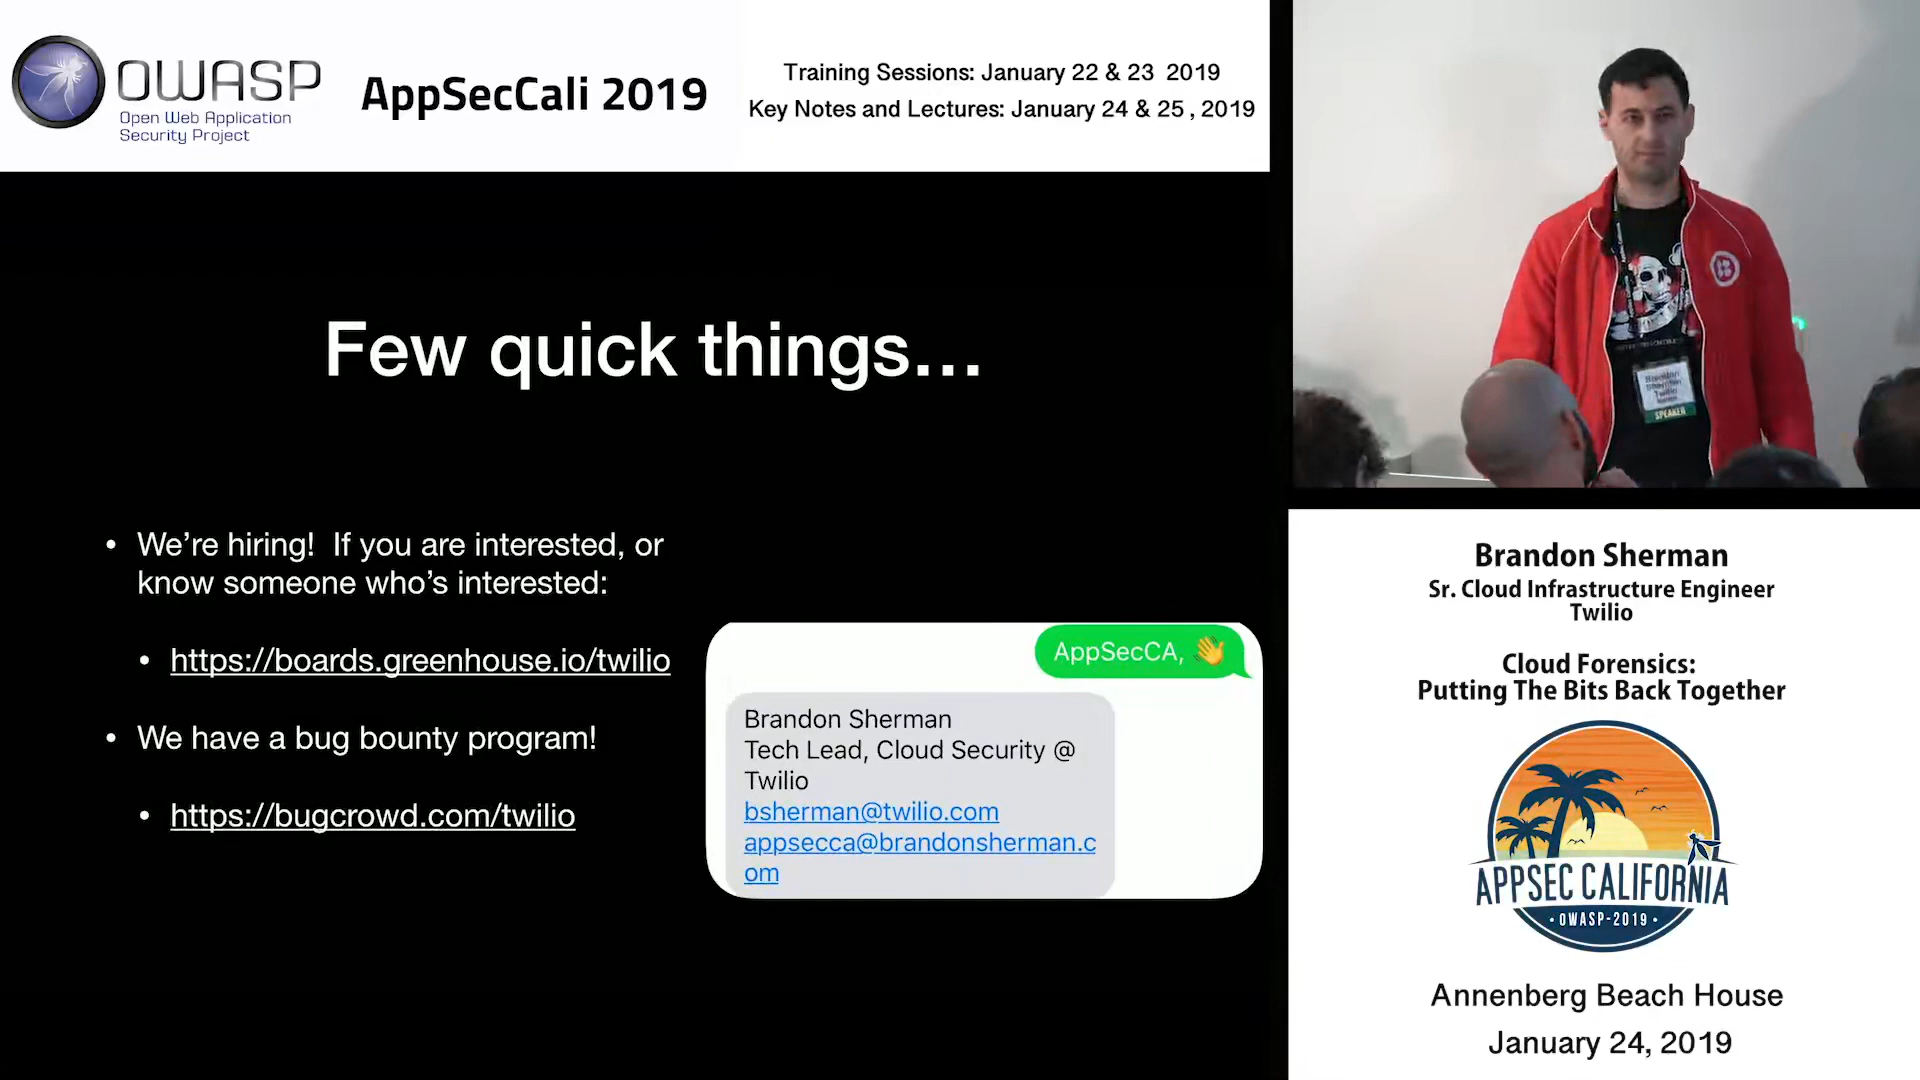 OWASP
Open Web Application
Security Project
AppSecCali 2019
Training Sessions: January 22 & 23 2019
Key Notes and Lectures: January 24 & 25 , 2019
Few quick things…
• We’re hiring! If you are interested, or
know someone who’s interested:
• https://boards.greenhouse.io/twilio
• We have a bug bounty program!
• https://bugcrowd.com/twilio
AppSecCA, 👋
Brandon Sherman
Tech Lead, Cloud Security @
Twilio
bsherman@twilio.com
appsecca@brandonsherman.c
om
Brandon
Sherman
Twilio
SPEAKER
Brandon Sherman
Sr. Cloud Infrastructure Engineer
Twilio
Cloud Forensics:
Putting The Bits Back Together
APPSEC CALIFORNIA
• OWASP-2019 •
Annenberg Beach House
January 24, 2019